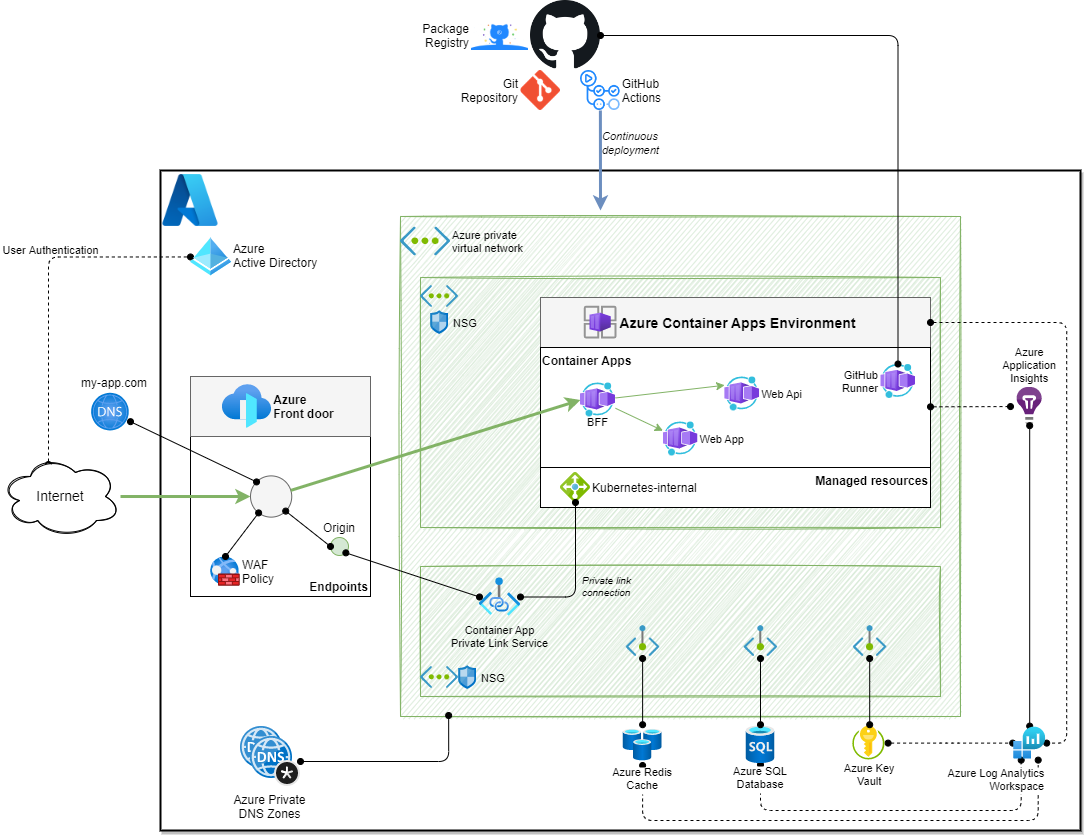 Package
Registry
Git
Repository
GitHub
Actions
Continuous
deployment
User Authentication
Azure
Active Directory
Azure private
virtual network
NSG
Azure Container Apps Environment
Container Apps
GitHub
Runner
BFF
Web Api
Web App
Azure
Application
Insights
my-app.com
DNS
Azure
Front door
Internet
Managed resources
Kubernetes-internal
Origin
WAF
Policy
Endpoints
Private link
connection
Container App
Private Link Service
NSG
DNS
DNS
*
Azure Private
DNS Zones
Azure Redis
Cache
SQL
Azure SQL
Database
Azure Key
Vault
Azure Log Analytics
Workspace